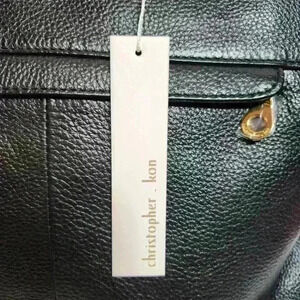 christopher . kon